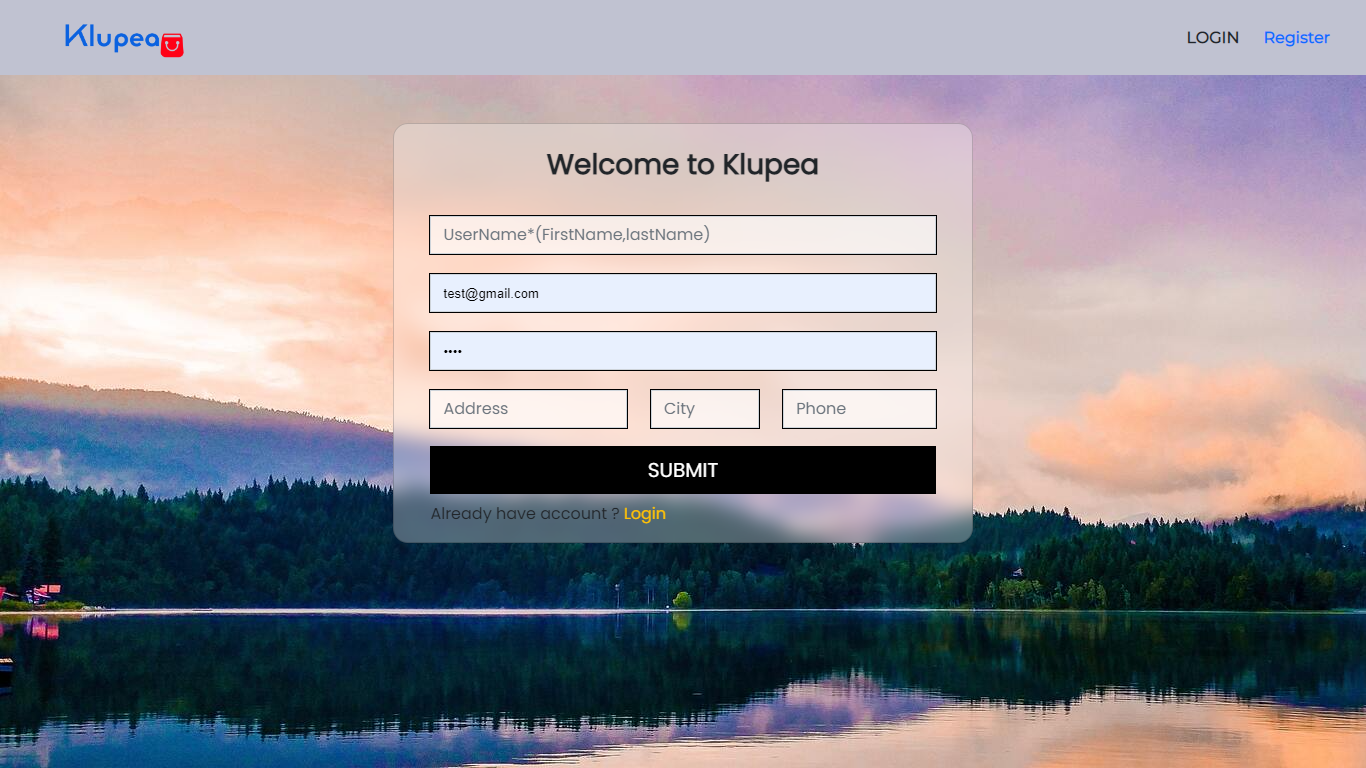 Klupea
LOGIN Register
Welcome to Klupea
UserName*(FirstName,lastName)
test@gmail.com
••••
Address City Phone
SUBMIT
Already have account ? Login